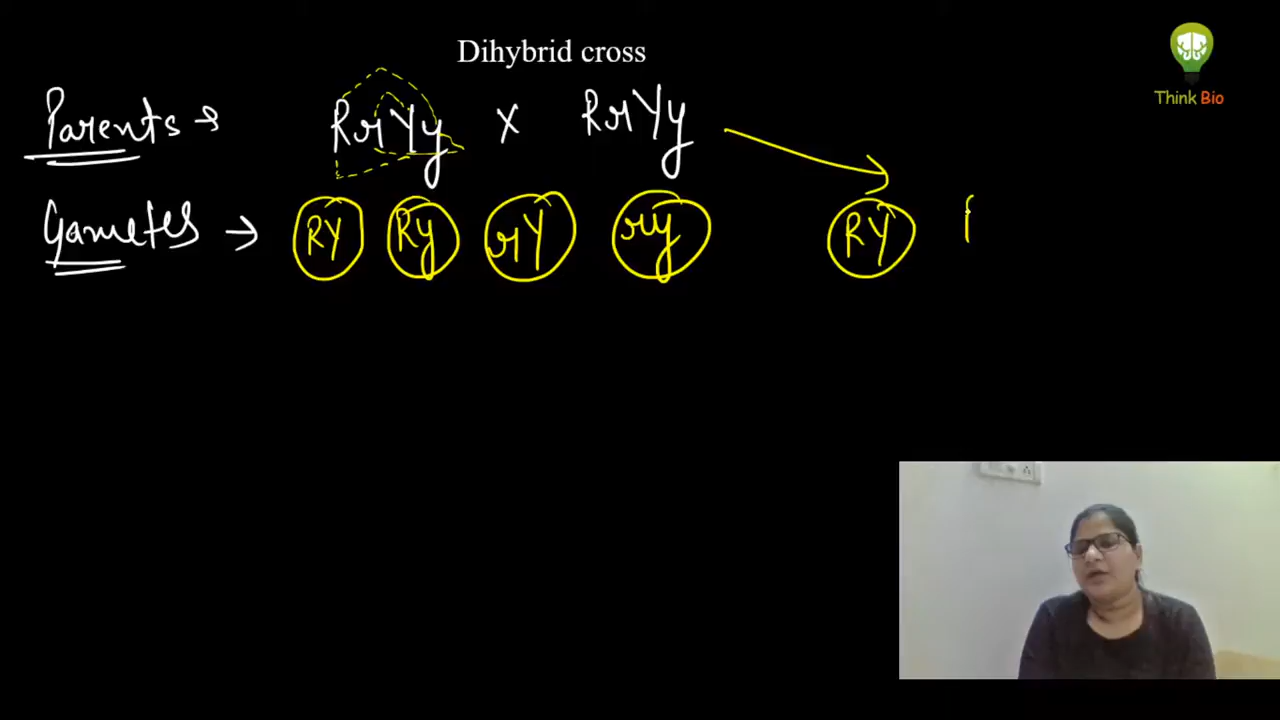 Dihybrid cross
Think Bio
Parents → RrYy x RrYy
Gametes → RY Ry rY ry RY